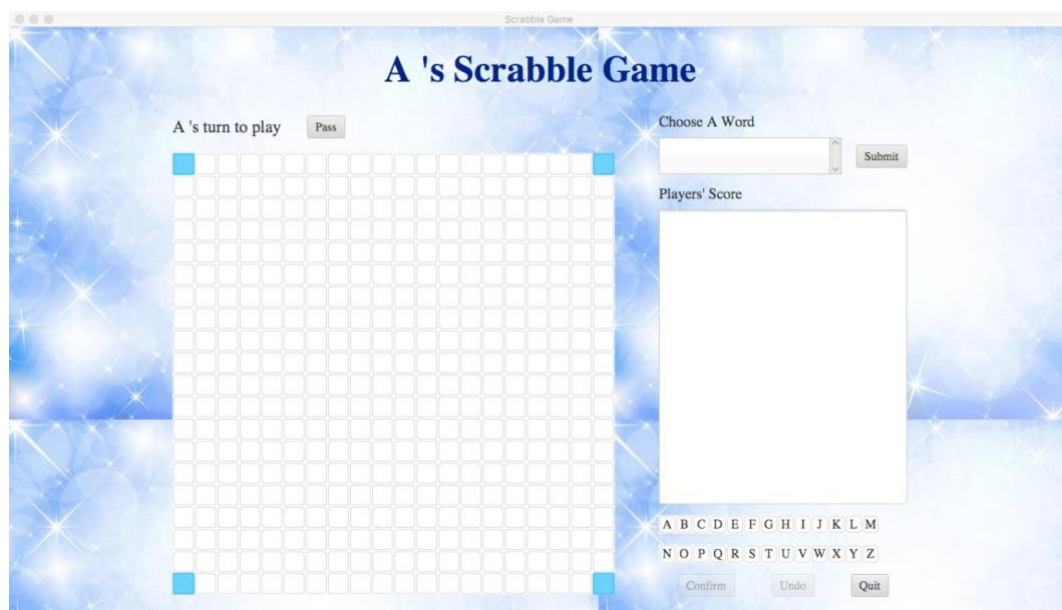 Scrabble Game
A 's Scrabble Game
A 's turn to play
Pass
Choose A Word
Submit
Players' Score
A B C D E F G H I J K L M
N O P Q R S T U V W X Y Z
Confirm Undo Quit